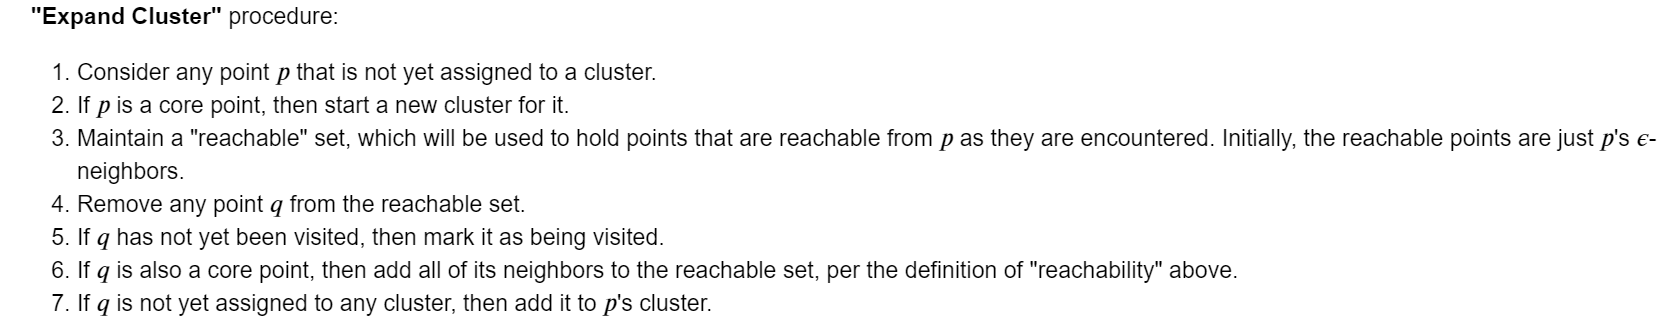 "Expand Cluster" procedure:
1. Consider any point p that is not yet assigned to a cluster.
2. If p is a core point, then start a new cluster for it.
3. Maintain a "reachable" set, which will be used to hold points that are reachable from p as they are encountered. Initially, the reachable points are just p's ϵ-
neighbors.
4. Remove any point q from the reachable set.
5. If q has not yet been visited, then mark it as being visited.
6. If q is also a core point, then add all of its neighbors to the reachable set, per the definition of "reachability" above.
7. If q is not yet assigned to any cluster, then add it to p's cluster.